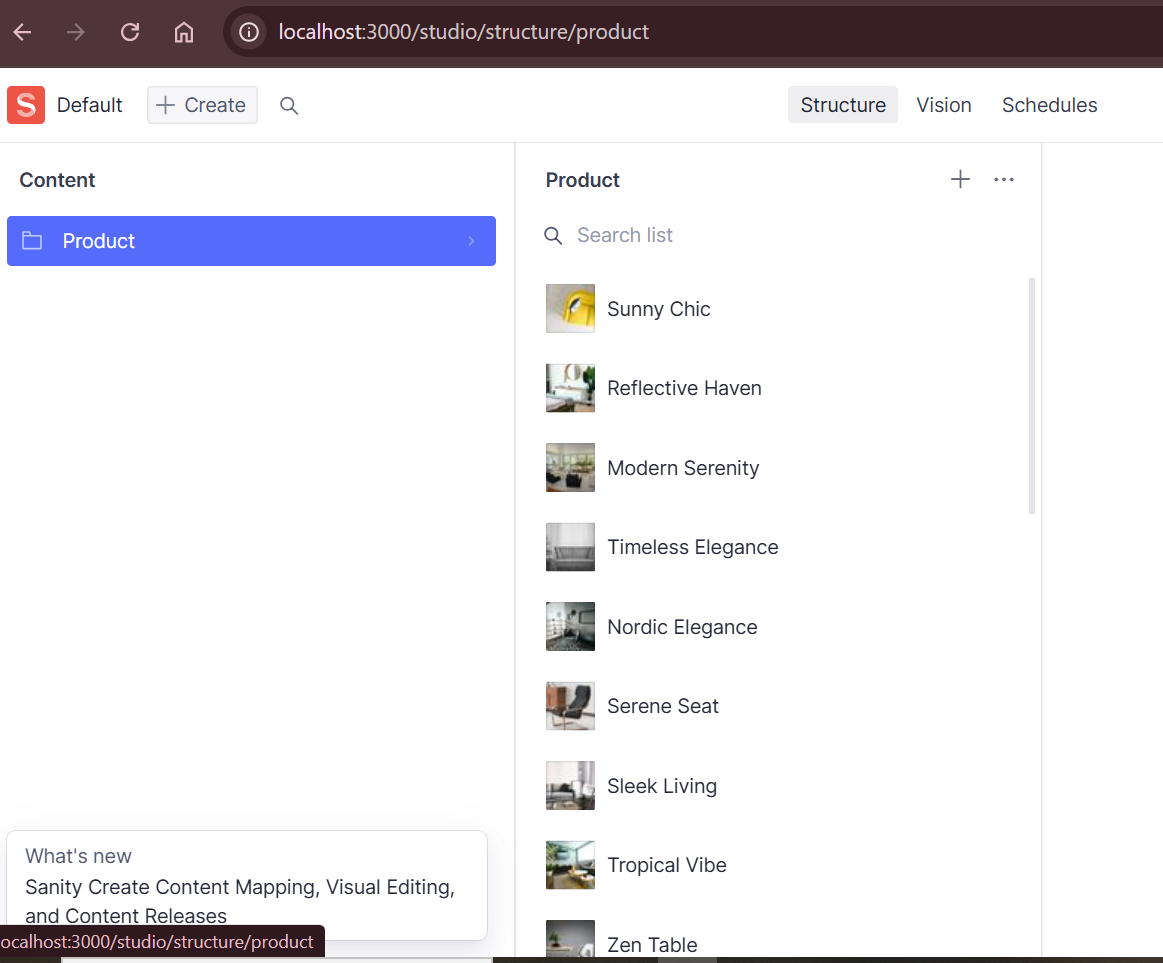 localhost:3000/studio/structure/product
S Default + Create Structure Vision Schedules
Content
Product
Product
Search list
Sunny Chic
Reflective Haven
Modern Serenity
Timeless Elegance
Nordic Elegance
Serene Seat
Sleek Living
Tropical Vibe
Zen Table
What's new
Sanity Create Content Mapping, Visual Editing,
and Content Releases
ocalhost:3000/studio/structure/product